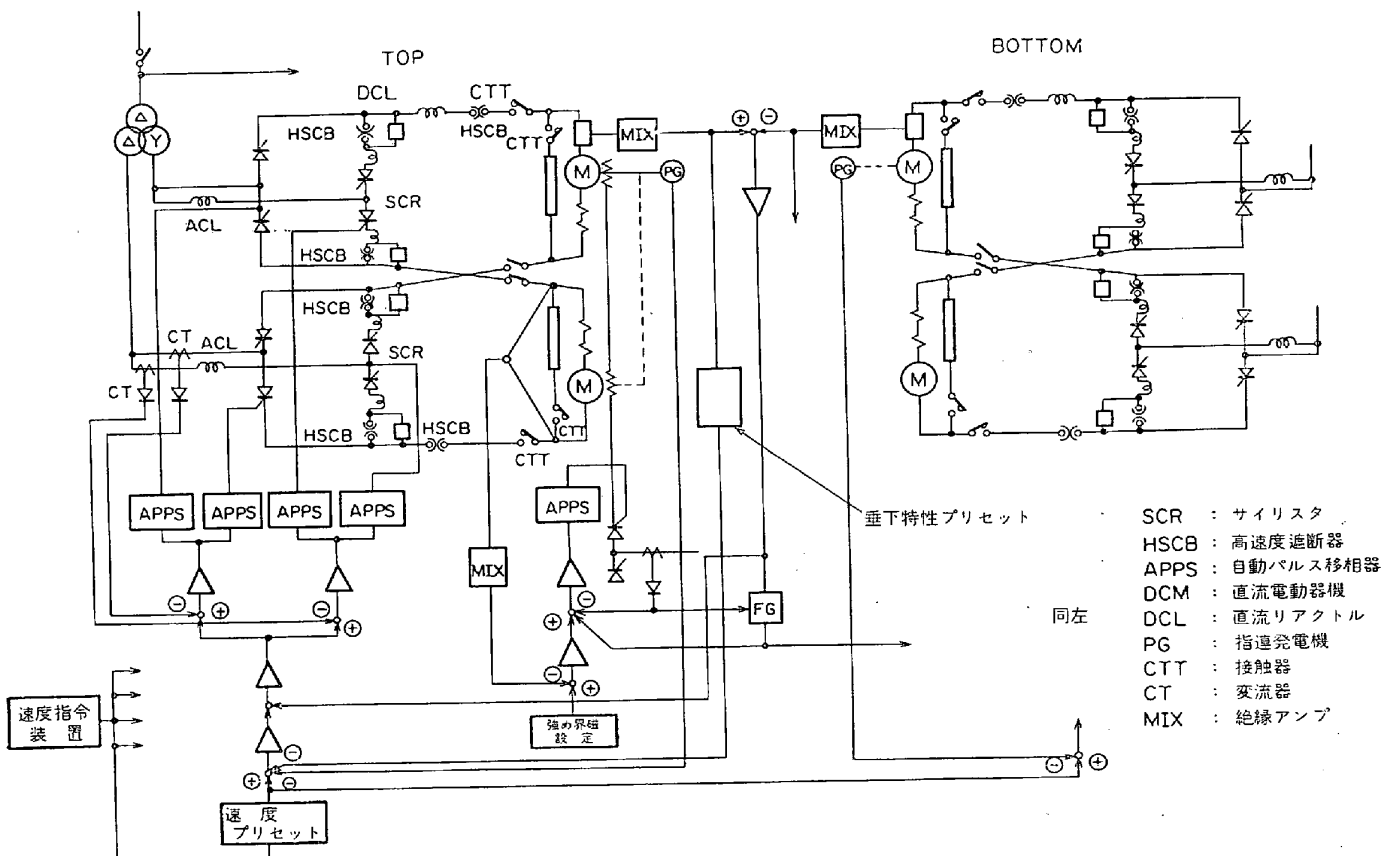 TOP
BOTTOM
DCL
CTT
HSCB
HSCB
CTT
MIX
⊕ ⊖
MIX
Δ
Δ Y
M
PG
PG
M
SCR
ACL
HSCB
HSCB
CT
ACL
SCR
CT
M
M
HSCB
HSCB
CTT
CTT
APPS
APPS
APPS
APPS
APPS
垂下特性プリセット
MIX
⊖
⊕
⊖
⊕
⊖
⊕
FG
同左
⊖
⊕
強め界磁
設定
速度指令
装置
⊖
⊕
⊖
⊖
⊕
速度
プリセット
SCR : サイリスタ
HSCB : 高速度遮断器
APPS : 自動パルス移相器
DCM : 直流電動器機
DCL : 直流リアクトル
PG : 指速発電機
CTT : 接触器
CT : 変流器
MIX : 絶縁アンプ